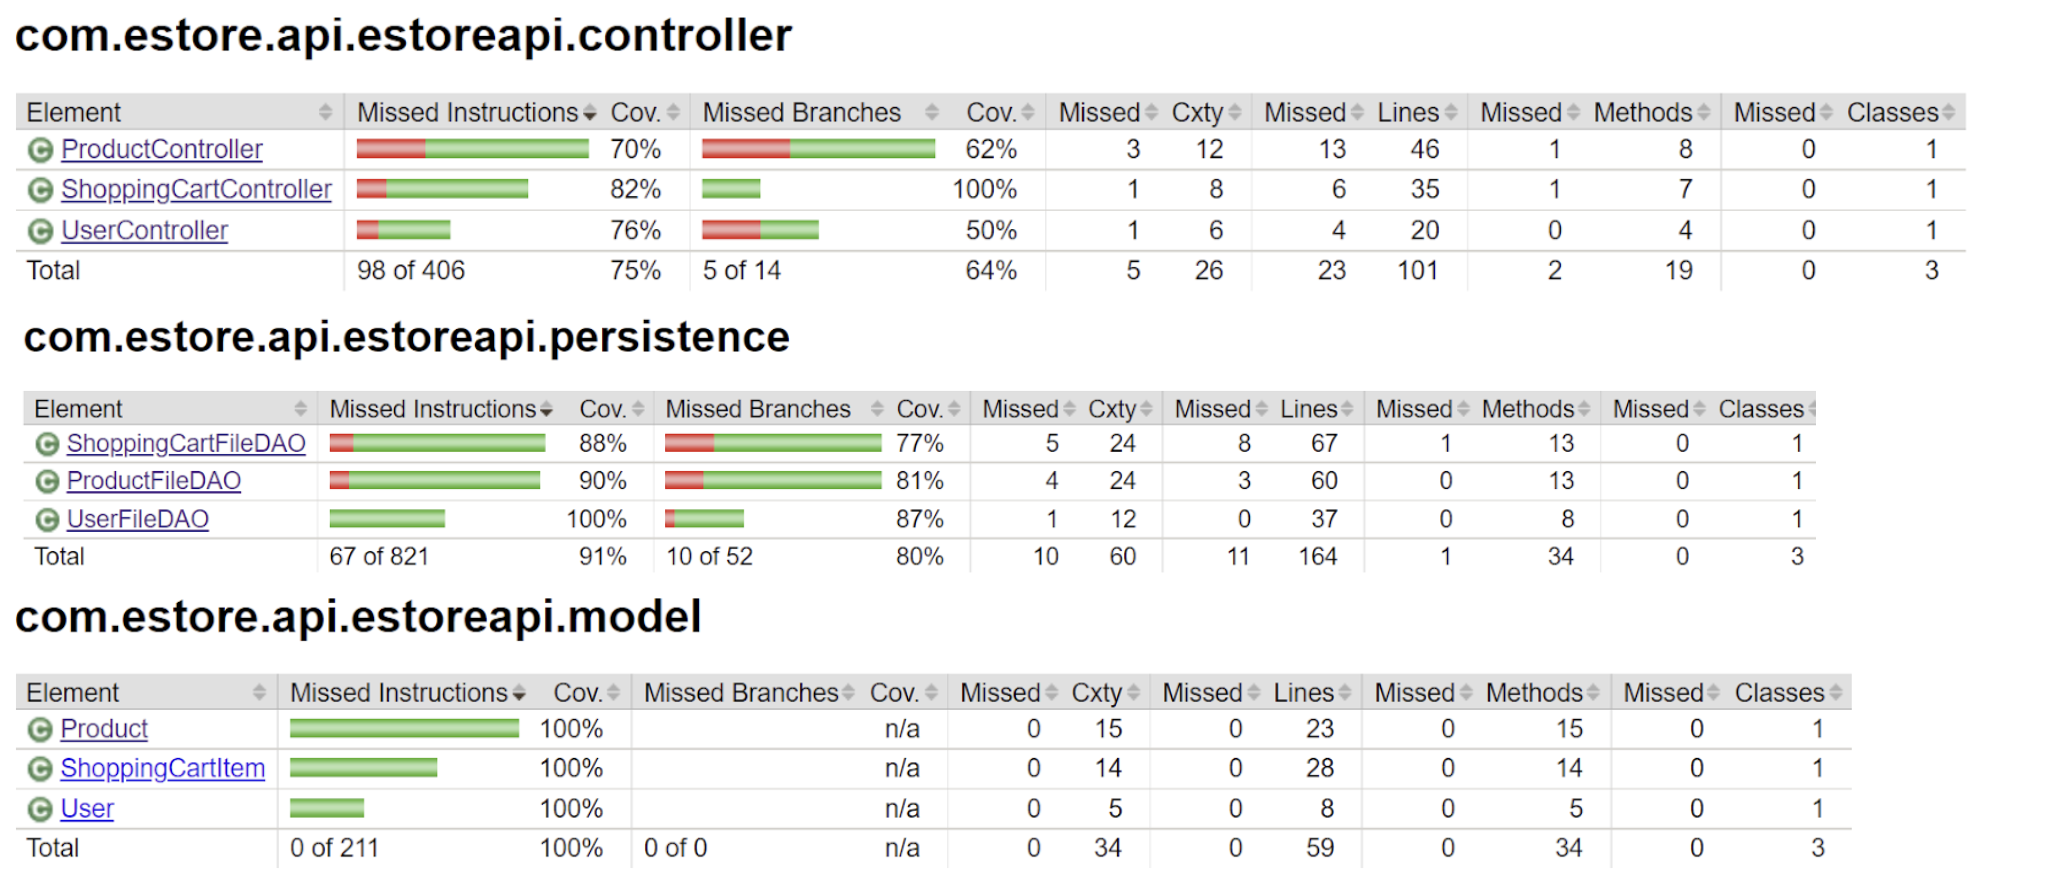 com.estore.api.estoreapi.controller
Element Missed Instructions Cov. Missed Branches Cov. Missed Cxty Missed Lines Missed Methods Missed Classes
C ProductController 70% 62% 3 12 13 46 1 8 0 1
C ShoppingCartController 82% 100% 1 8 6 35 1 7 0 1
C UserController 76% 50% 1 6 4 20 0 4 0 1
Total 98 of 406 75% 5 of 14 64% 5 26 23 101 2 19 0 3
com.estore.api.estoreapi.persistence
Element Missed Instructions Cov. Missed Branches Cov. Missed Cxty Missed Lines Missed Methods Missed Classes
C ShoppingCartFileDAO 88% 77% 5 24 8 67 1 13 0 1
C ProductFileDAO 90% 81% 4 24 3 60 0 13 0 1
C UserFileDAO 100% 87% 1 12 0 37 0 8 0 1
Total 67 of 821 91% 10 of 52 80% 10 60 11 164 1 34 0 3
com.estore.api.estoreapi.model
Element Missed Instructions Cov. Missed Branches Cov. Missed Cxty Missed Lines Missed Methods Missed Classes
C Product 100% n/a 0 15 0 23 0 15 0 1
C ShoppingCartItem 100% n/a 0 14 0 28 0 14 0 1
C User 100% n/a 0 5 0 8 0 5 0 1
Total 0 of 211 100% 0 of 0 n/a 0 34 0 59 0 34 0 3